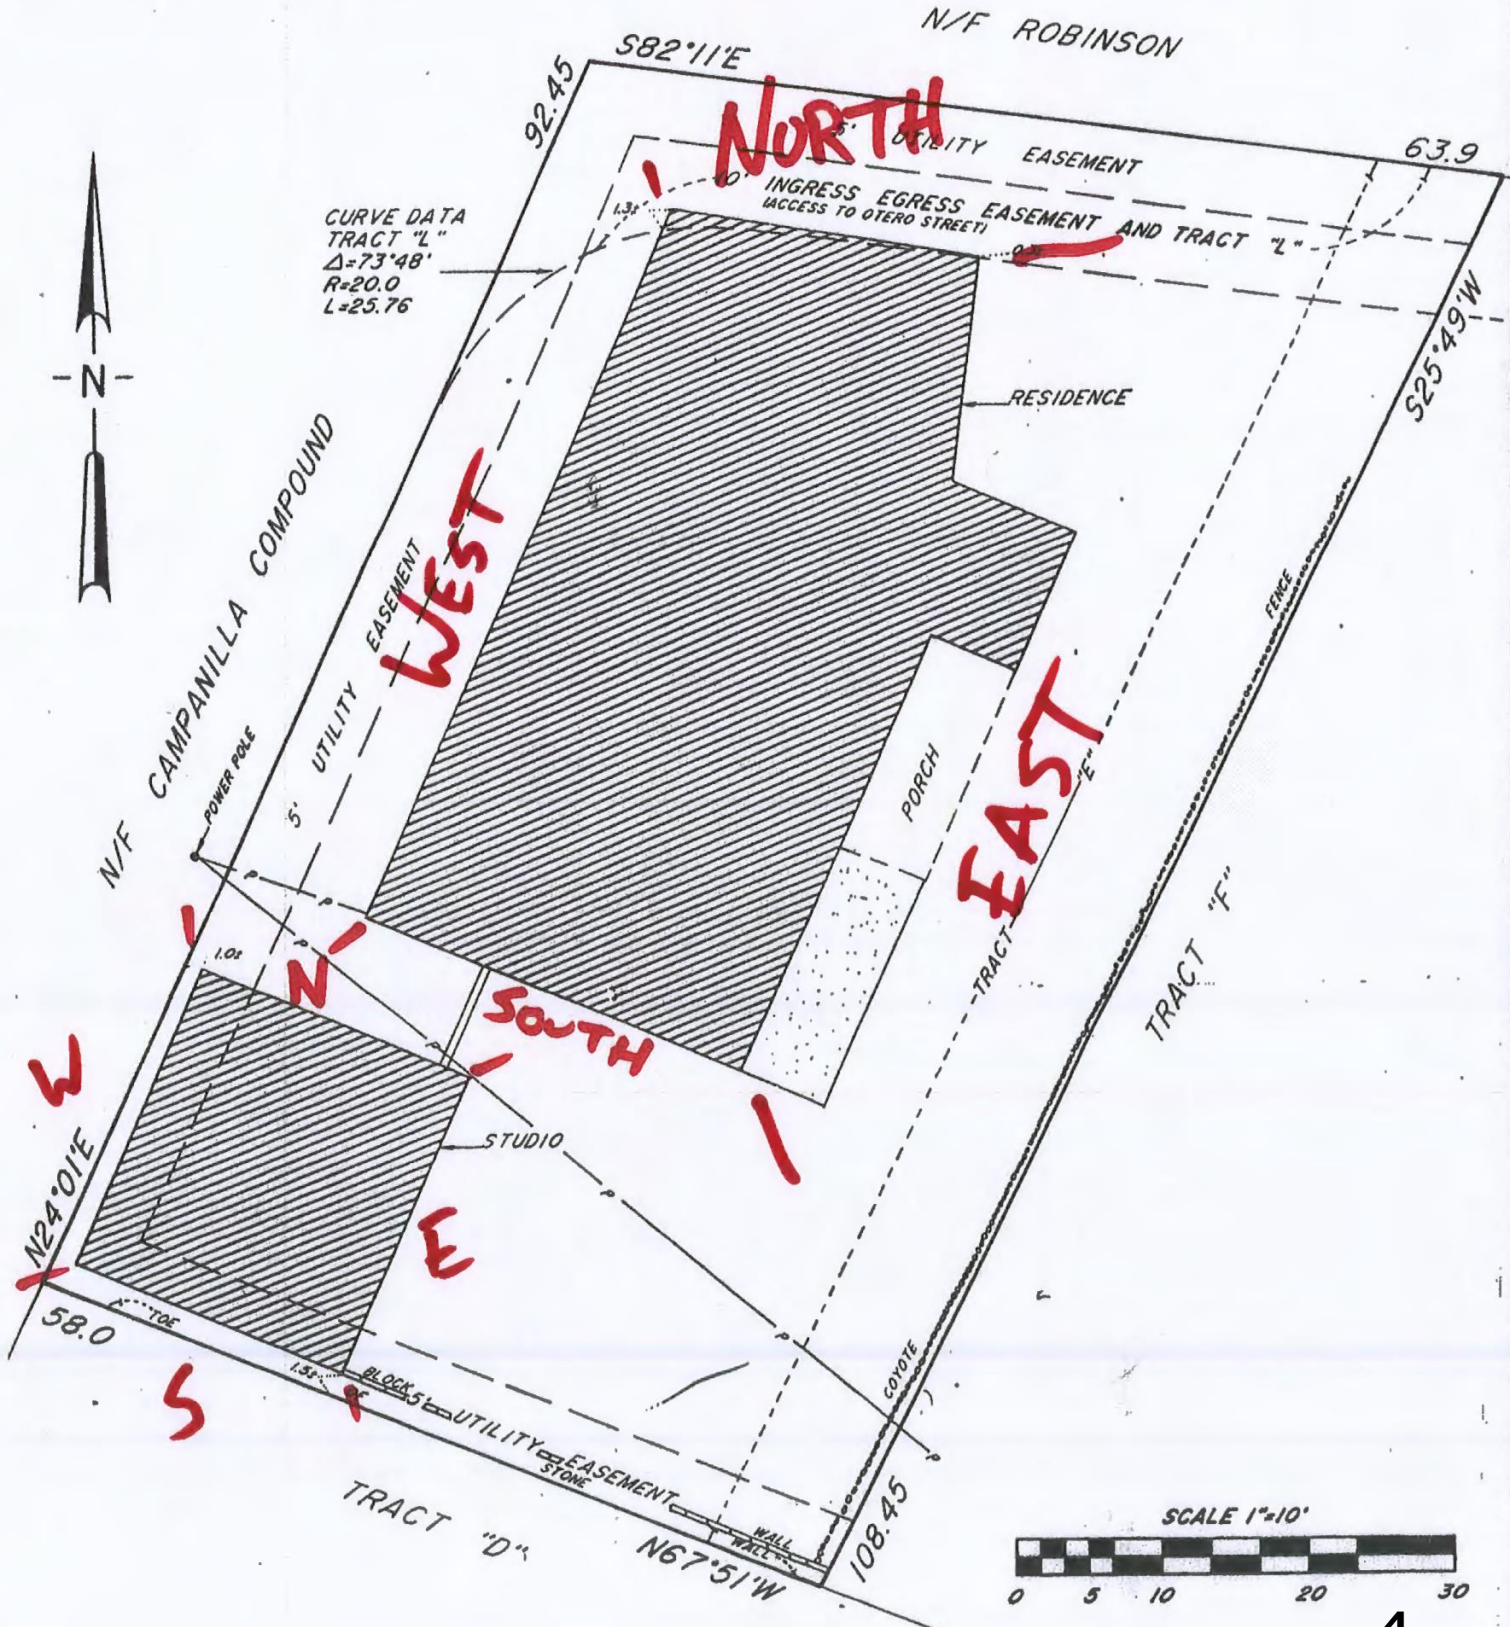 N/F ROBINSON
S82°11'E
92.45
63.9
NORTH
5' UTILITY EASEMENT
10' INGRESS EGRESS EASEMENT AND TRACT "L"
(ACCESS TO OTERO STREET)
1.3±
CURVE DATA
TRACT "L"
Δ=73°48'
R=20.0
L=25.76
-N-
S25°49'W
RESIDENCE
N/F CAMPANILLA COMPOUND
WEST
5' UTILITY EASEMENT
FENCE
POWER POLE
PORCH
EAST
TRACT "E"
TRACT "F"
P
P
P
P
1.0±
N
SOUTH
W
STUDIO
N24°01'E
E
P
P
P
58.0
TOE
1.5±
OF
BLOCK
5' UTILITY EASEMENT
STONE
WALL
WALL
COYOTE
S
TRACT "D"
N67°51'W
108.45
SCALE 1"=10'
0 5 10 20 30
4